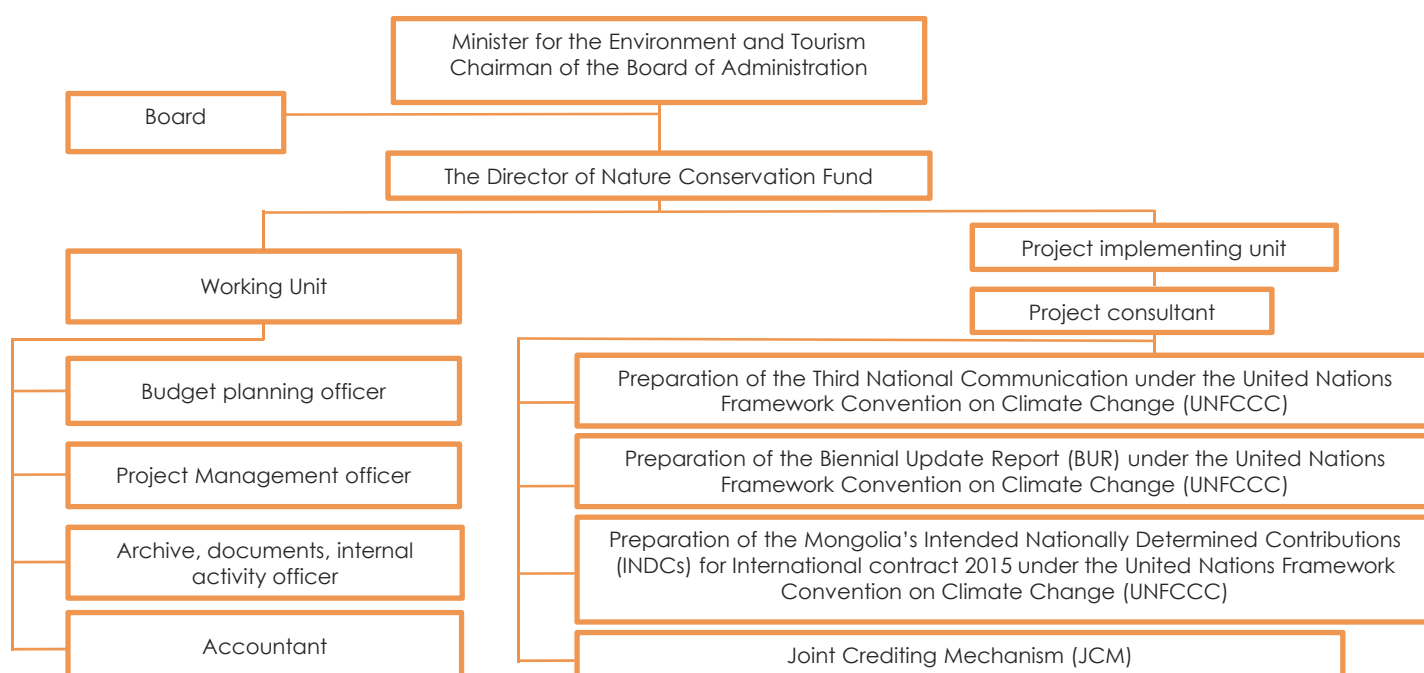 Minister for the Environment and Tourism
Chairman of the Board of Administration
Board
The Director of Nature Conservation Fund
Working Unit
Budget planning officer
Project Management officer
Archive, documents, internal
activity officer
Accountant
Project implementing unit
Project consultant
Preparation of the Third National Communication under the United Nations
Framework Convention on Climate Change (UNFCCC)
Preparation of the Biennial Update Report (BUR) under the United Nations
Framework Convention on Climate Change (UNFCCC)
Preparation of the Mongolia's Intended Nationally Determined Contributions
(INDCs) for International contract 2015 under the United Nations Framework
Convention on Climate Change (UNFCCC)
Joint Crediting Mechanism (JCM)